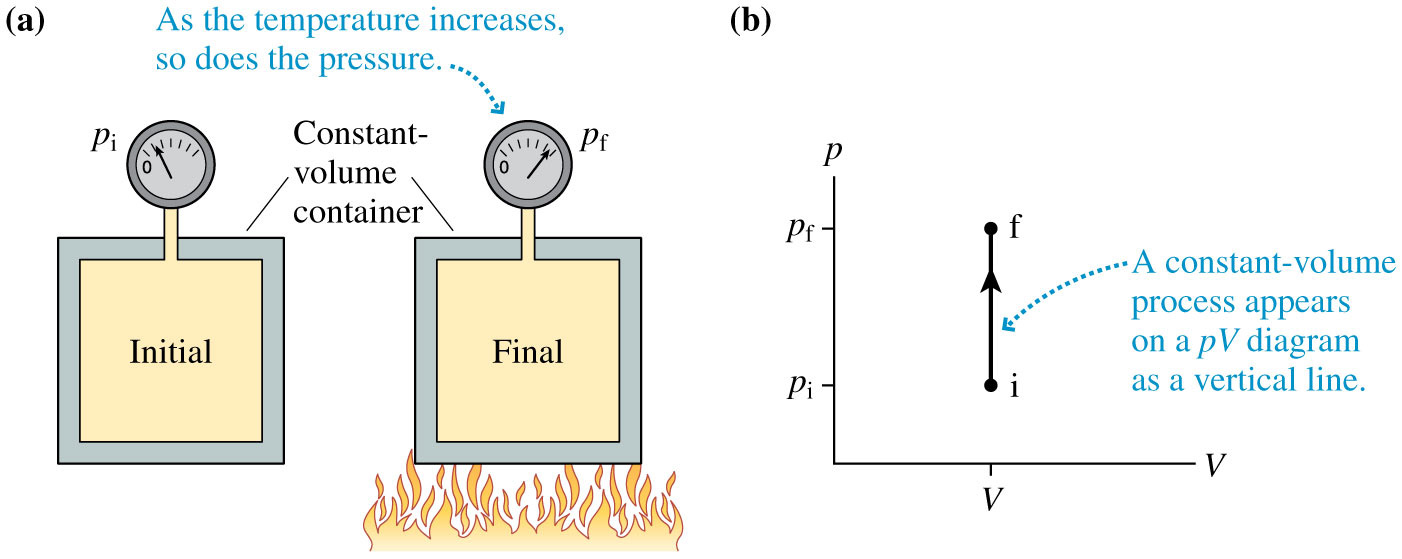 (a)
As the temperature increases,
so does the pressure.
pi
0
Constant-
volume
container
0
pf
Initial
Final
(b)
p
pf
f
A constant-volume
process appears
on a pV diagram
as a vertical line.
pi
i
V
V